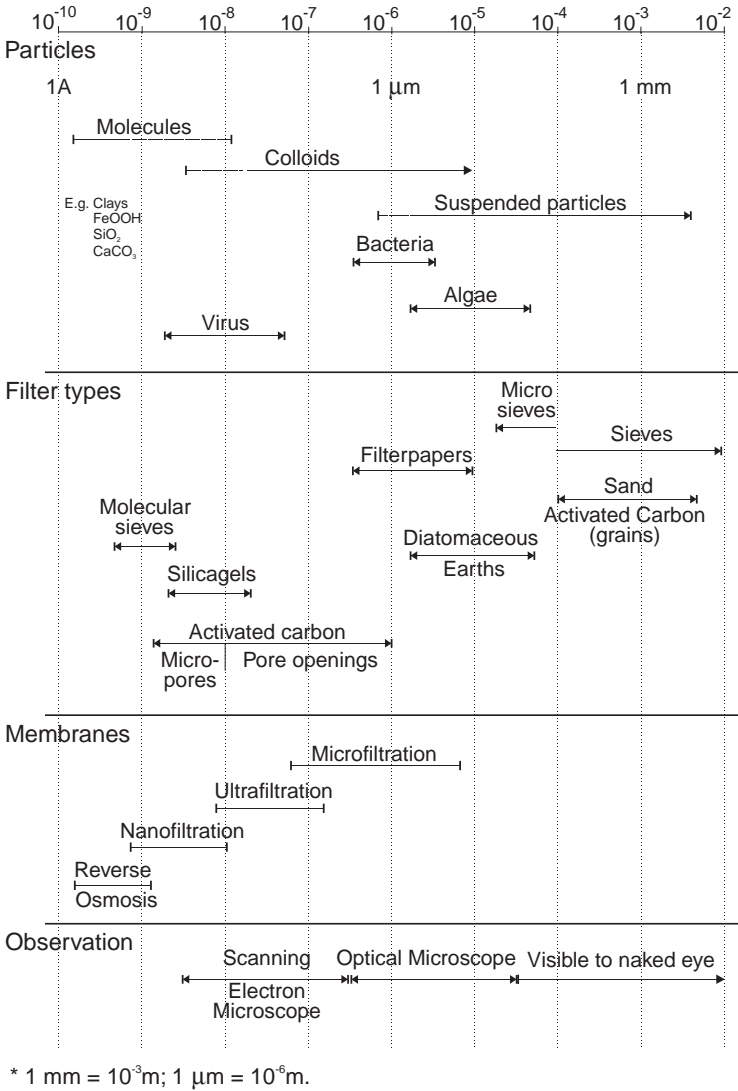 10⁻¹⁰ 10⁻⁹ 10⁻⁸ 10⁻⁷ 10⁻⁶ 10⁻⁵ 10⁻⁴ 10⁻³ 10⁻²
Particles
1A 1 μm 1 mm
Molecules
Colloids
E.g. Clays
FeOOH
SiO₂
CaCO₃
Suspended particles
Bacteria
Algae
Virus
Filter types
Micro
sieves
Sieves
Filterpapers
Sand
Activated Carbon
(grains)
Molecular
sieves
Diatomaceous
Earths
Silicagels
Activated carbon
Micro-
pores
Pore openings
Membranes
Microfiltration
Ultrafiltration
Nanofiltration
Reverse
Osmosis
Observation
Scanning
Electron
Microscope
Optical Microscope
Visible to naked eye
* 1 mm = 10⁻³m; 1 μm = 10⁻⁶m.